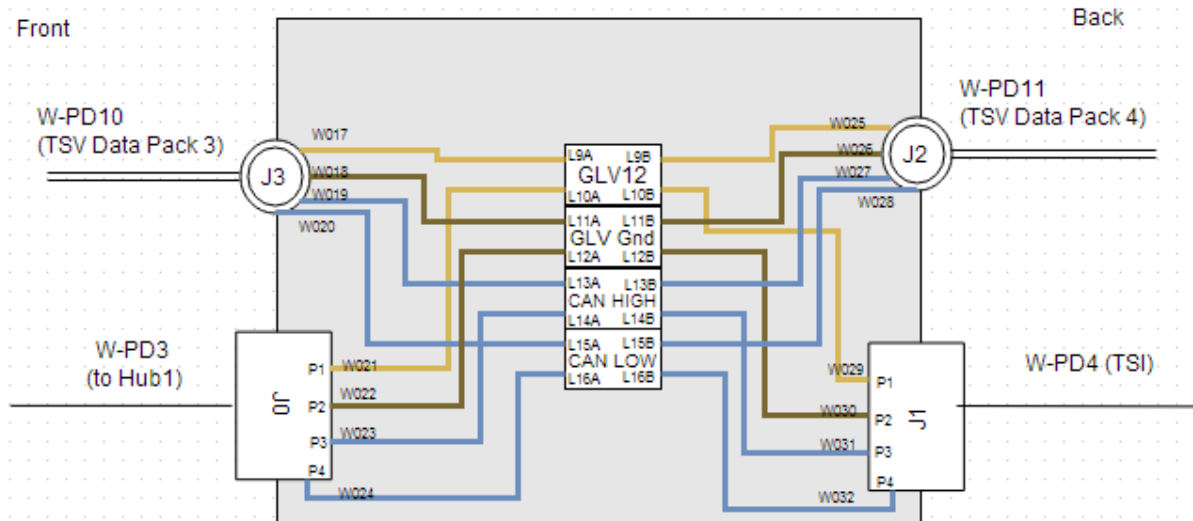 Front
Back
W-PD10
(TSV Data Pack 3)
W-PD11
(TSV Data Pack 4)
W017
W018
W019
W020
J3
W025
W026
W027
W028
J2
L9A L9B
GLV12
L10A L10B
L11A L11B
GLV Gnd
L12A L12B
L13A L13B
CAN HIGH
L14A L14B
L15A L15B
CAN LOW
L16A L16B
W-PD3
(to Hub1)
J0
P1
P2
P3
P4
W021
W022
W023
W024
W029
W030
W031
W032
P1
P2
P3
P4
J1
W-PD4 (TSI)